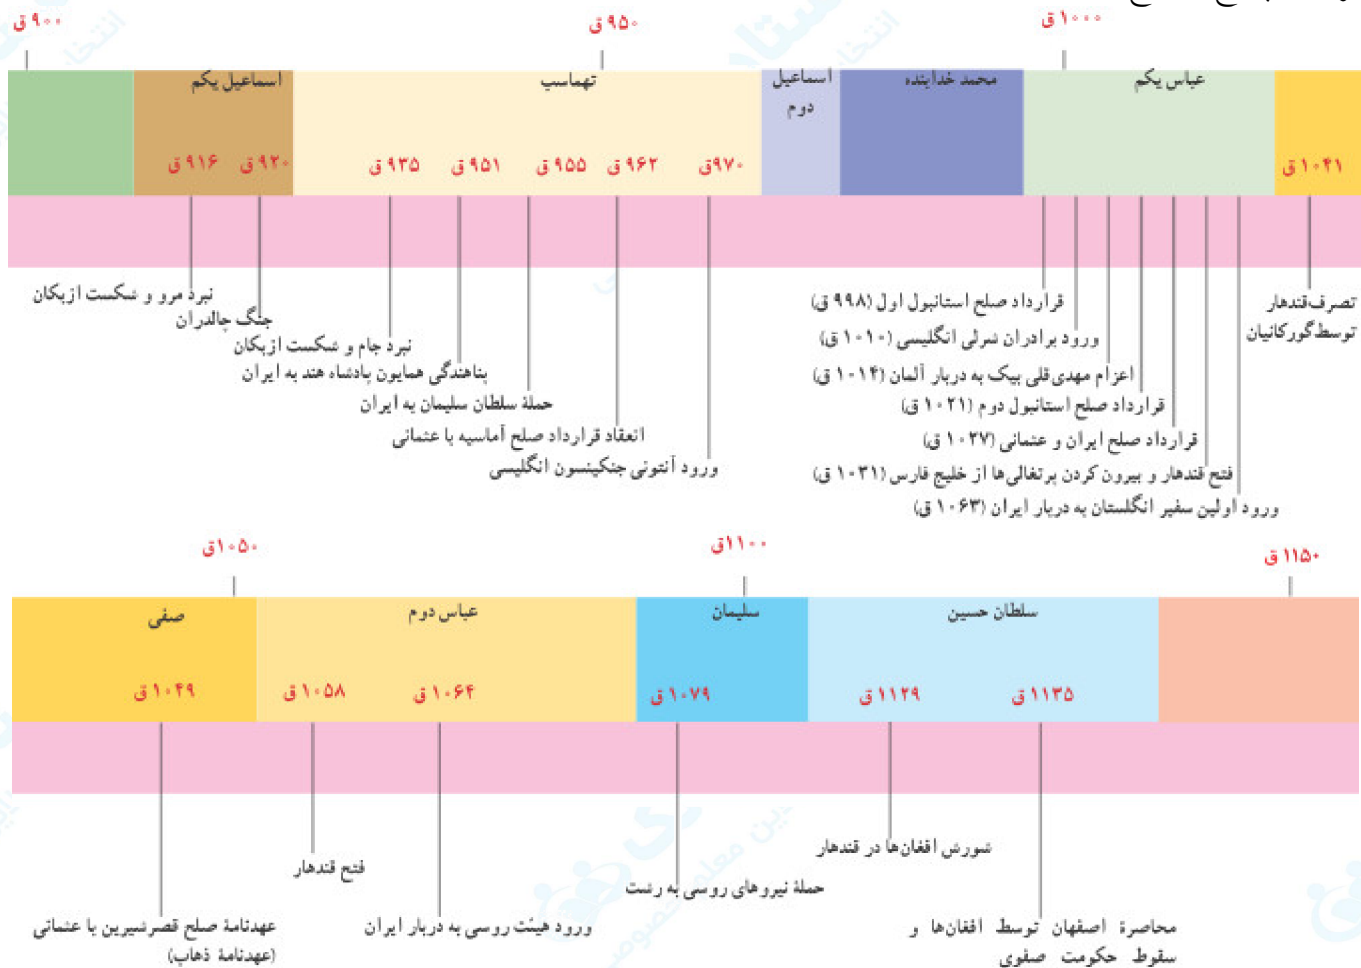 ۹۰۰ ق
۹۵۰ ق
۱۰۰۰ ق
اسماعیل یکم
تهماسب
اسماعیل
دوم
محمد خدابنده
عباس یکم
۹۱۶ ق
۹۲۰ ق
۹۳۵ ق
۹۵۱ ق
۹۵۵ ق
۹۶۲ ق
۹۷۰ق
۱۰۴۱ ق
نبرد مرو و شکست ازبکان
جنگ چالدران
نبرد جام و شکست ازبکان
پناهندگی همایون پادشاه هند به ایران
حملهٔ سلطان سلیمان به ایران
انعقاد قرارداد صلح آماسیه با عثمانی
ورود آنتونی جنکینسون انگلیسی
قرارداد صلح استانبول اول (۹۹۸ ق)
ورود برادران شرلی انگلیسی (۱۰۱۰ ق)
اعزام مهدی‌قلی بیک به دربار آلمان (۱۰۱۴ ق)
قرارداد صلح استانبول دوم (۱۰۲۱ ق)
قرارداد صلح ایران و عثمانی (۱۰۲۷ ق)
فتح قندهار و بیرون کردن پرتغالی‌ها از خلیج فارس (۱۰۳۱ ق)
ورود اولین سفیر انگلستان به دربار ایران (۱۰۶۳ ق)
تصرف‌قندهار
توسط‌گورکانیان
۱۰۵۰ق
۱۱۰۰ق
۱۱۵۰ ق
صفی
عباس دوم
سلیمان
سلطان حسین
۱۰۴۹ ق
۱۰۵۸ ق
۱۰۶۴ ق
۱۰۷۹ ق
۱۱۲۹ ق
۱۱۳۵ ق
عهدنامهٔ صلح قصرشیرین با عثمانی
(عهدنامهٔ ذهاب)
فتح قندهار
ورود هیئت روسی به دربار ایران
حملهٔ نیروهای روسی به رشت
شورش افغان‌ها در قندهار
محاصرهٔ اصفهان توسط افغان‌ها و
سقوط حکومت صفوی